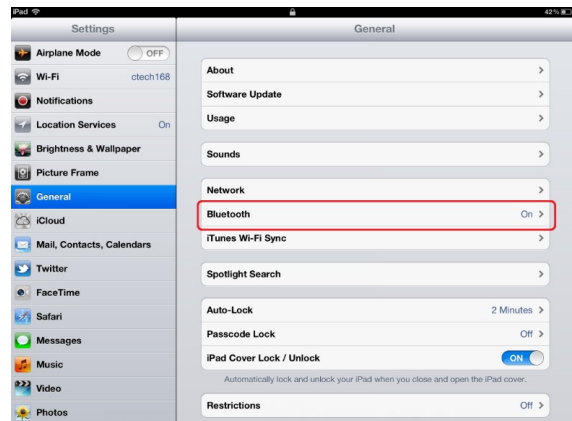 iPad 42%
Settings
General
Airplane Mode OFF
Wi-Fi ctech168
Notifications
Location Services On
Brightness & Wallpaper
Picture Frame
General
iCloud
Mail, Contacts, Calendars
Twitter
FaceTime
Safari
Messages
Music
Video
Photos
About
Software Update
Usage
Sounds
Network
Bluetooth On
iTunes Wi-Fi Sync
Spotlight Search
Auto-Lock 2 Minutes
Passcode Lock Off
iPad Cover Lock / Unlock ON
Automatically lock and unlock your iPad when you close and open the iPad cover.
Restrictions Off